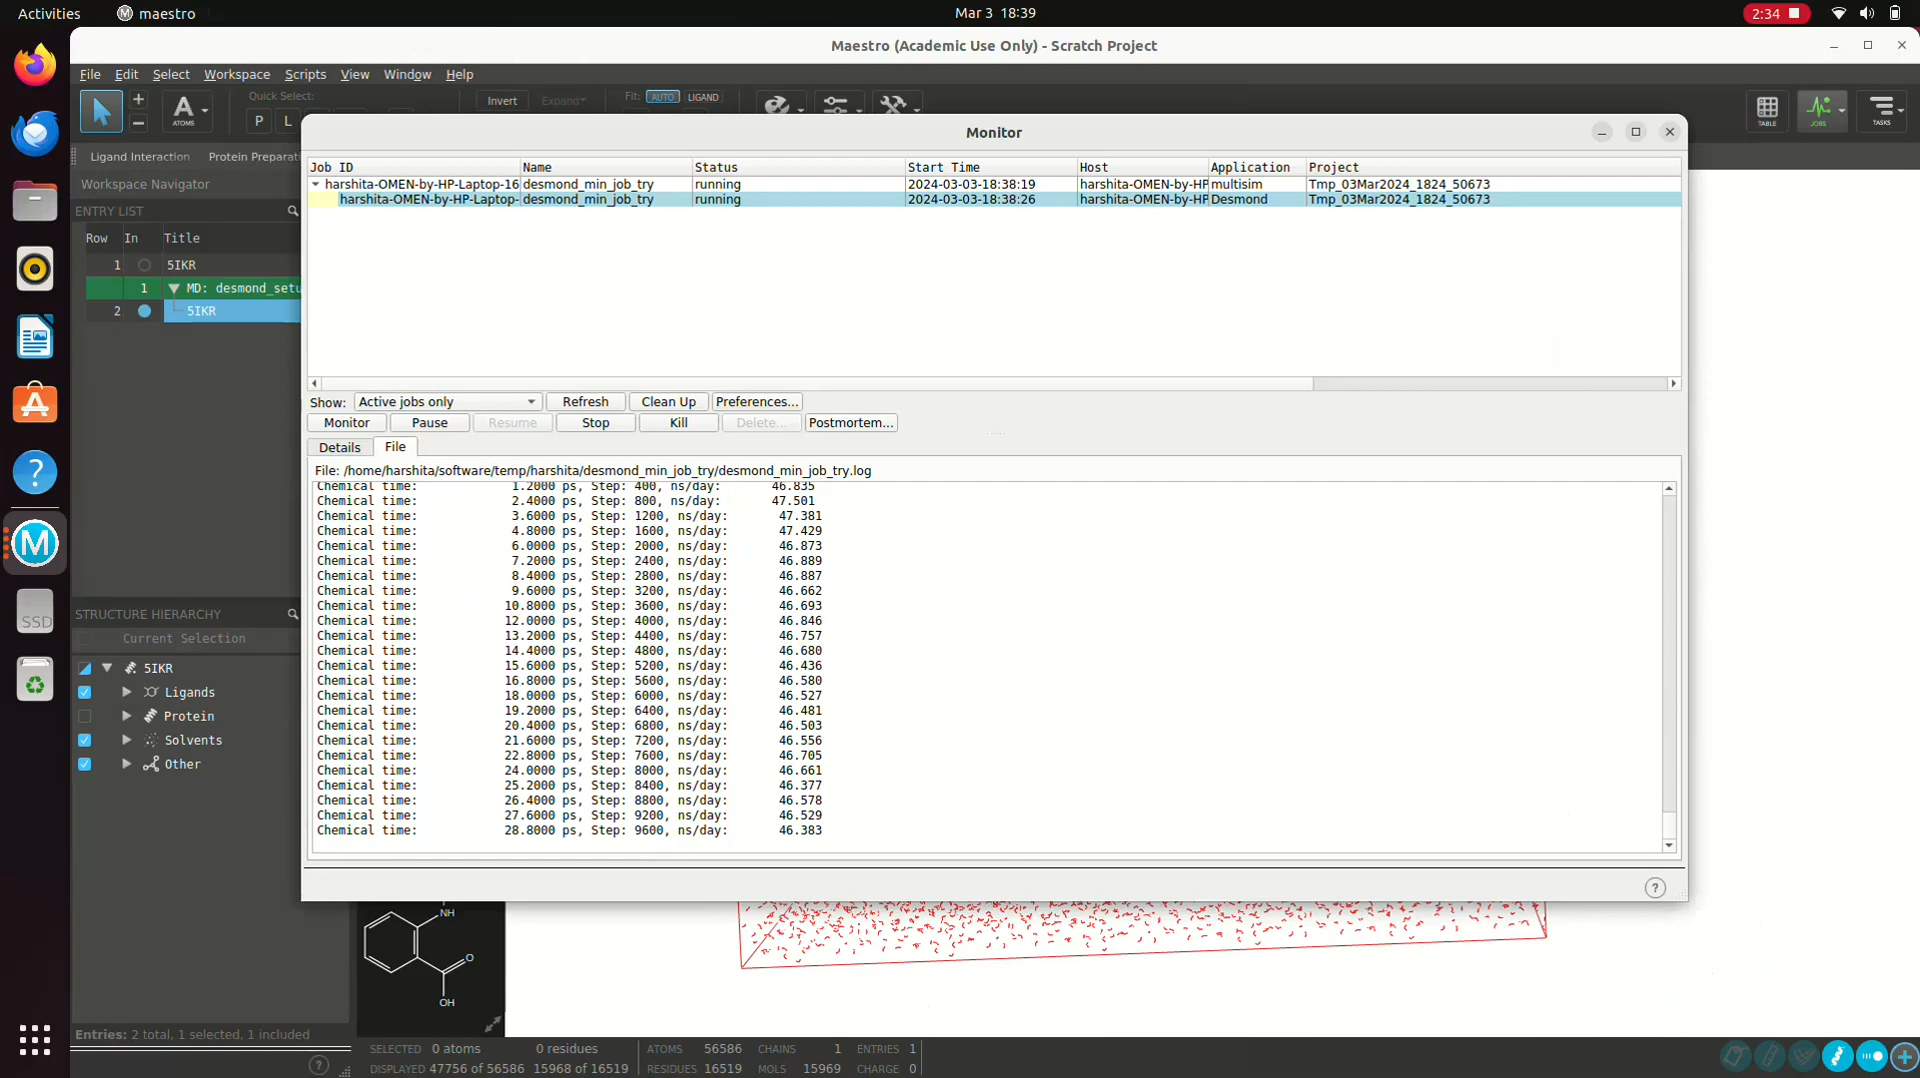 Activities maestro Mar 3 18:39 2:34
Maestro (Academic Use Only) - Scratch Project
File Edit Select Workspace Scripts View Window Help
Quick Select: Invert Expand Fit: AUTO LIGAND
ATOMS P L TABLE JOBS TASKS
Monitor
Ligand Interaction Protein Preparati
Job ID Name Status Start Time Host Application Project
harshita-OMEN-by-HP-Laptop-16 desmond_min_job_try running 2024-03-03-18:38:19 harshita-OMEN-by-HP multisim Tmp_03Mar2024_1824_50673
harshita-OMEN-by-HP-Laptop- desmond_min_job_try running 2024-03-03-18:38:26 harshita-OMEN-by-HP Desmond Tmp_03Mar2024_1824_50673
Workspace Navigator
ENTRY LIST
Row In Title
1 5IKR
1 MD: desmond_setu
2 5IKR
Show: Active jobs only Refresh Clean Up Preferences...
Monitor Pause Resume Stop Kill Delete... Postmortem...
Details File
File: /home/harshita/software/temp/harshita/desmond_min_job_try/desmond_min_job_try.log
Chemical time: 1.2000 ps, Step: 400, ns/day: 46.835
Chemical time: 2.4000 ps, Step: 800, ns/day: 47.501
Chemical time: 3.6000 ps, Step: 1200, ns/day: 47.381
Chemical time: 4.8000 ps, Step: 1600, ns/day: 47.429
Chemical time: 6.0000 ps, Step: 2000, ns/day: 46.873
Chemical time: 7.2000 ps, Step: 2400, ns/day: 46.889
Chemical time: 8.4000 ps, Step: 2800, ns/day: 46.887
Chemical time: 9.6000 ps, Step: 3200, ns/day: 46.662
Chemical time: 10.8000 ps, Step: 3600, ns/day: 46.693
Chemical time: 12.0000 ps, Step: 4000, ns/day: 46.846
Chemical time: 13.2000 ps, Step: 4400, ns/day: 46.757
Chemical time: 14.4000 ps, Step: 4800, ns/day: 46.680
Chemical time: 15.6000 ps, Step: 5200, ns/day: 46.436
Chemical time: 16.8000 ps, Step: 5600, ns/day: 46.580
Chemical time: 18.0000 ps, Step: 6000, ns/day: 46.527
Chemical time: 19.2000 ps, Step: 6400, ns/day: 46.481
Chemical time: 20.4000 ps, Step: 6800, ns/day: 46.503
Chemical time: 21.6000 ps, Step: 7200, ns/day: 46.556
Chemical time: 22.8000 ps, Step: 7600, ns/day: 46.705
Chemical time: 24.0000 ps, Step: 8000, ns/day: 46.661
Chemical time: 25.2000 ps, Step: 8400, ns/day: 46.377
Chemical time: 26.4000 ps, Step: 8800, ns/day: 46.578
Chemical time: 27.6000 ps, Step: 9200, ns/day: 46.529
Chemical time: 28.8000 ps, Step: 9600, ns/day: 46.383
SSD
STRUCTURE HIERARCHY
Current Selection
5IKR
Ligands
Protein
Solvents
Other
NH
O
OH
Entries: 2 total, 1 selected, 1 included
SELECTED 0 atoms 0 residues ATOMS 56586 CHAINS 1 ENTRIES 1
DISPLAYED 47756 of 56586 15968 of 16519 RESIDUES 16519 MOLS 15969 CHARGE 0